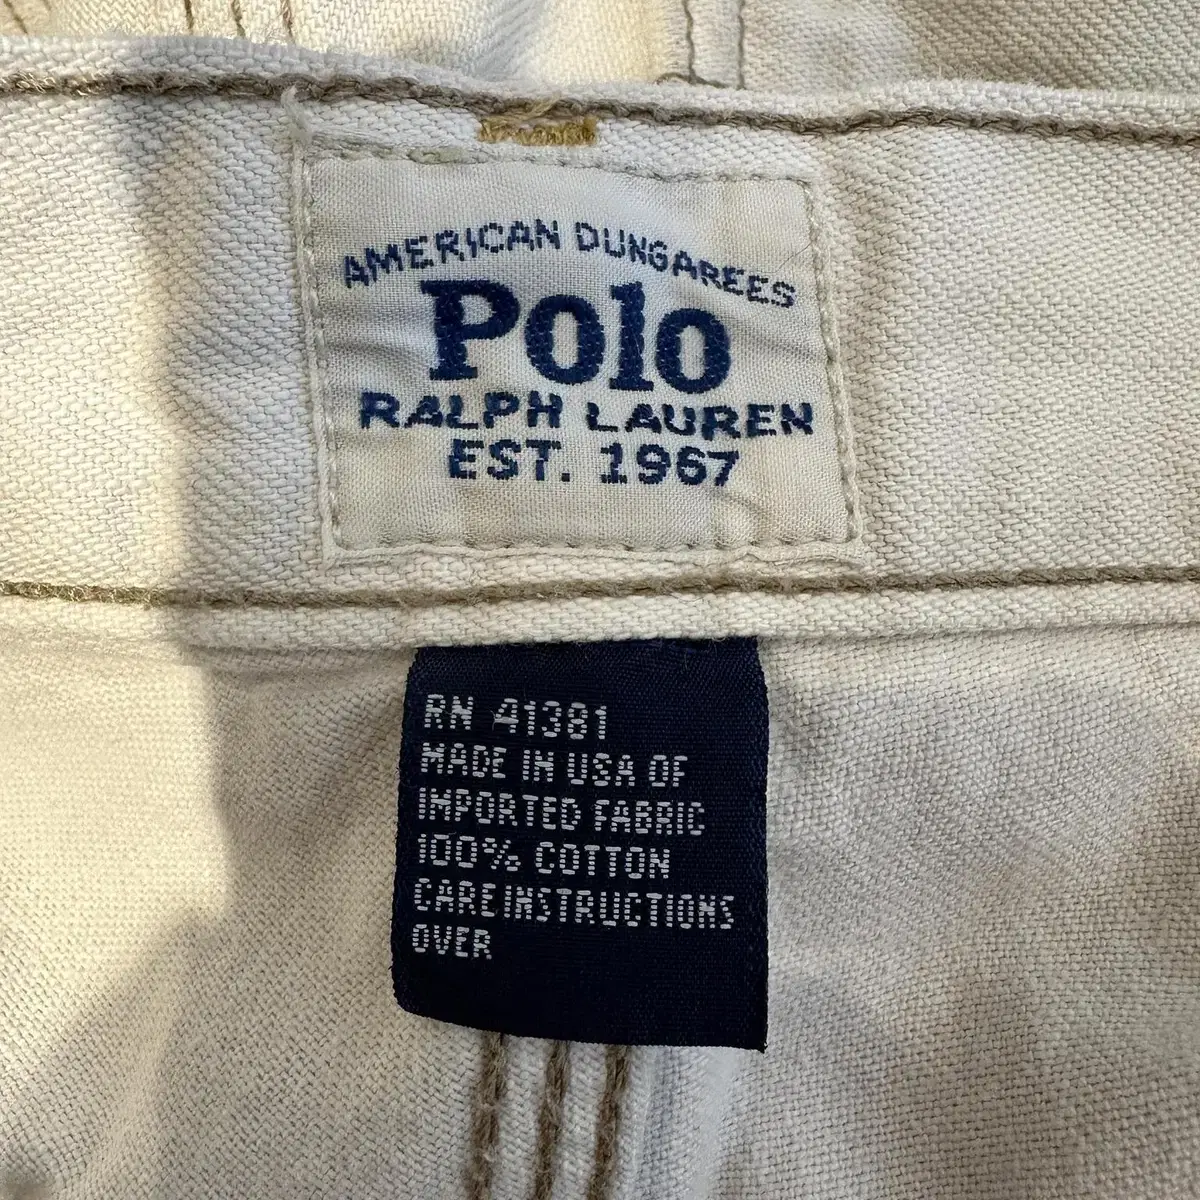 AMERICAN DUNGAREES
Polo
RALPH LAUREN
EST. 1967
RN 41381
MADE IN USA OF
IMPORTED FABRIC
100% COTTON
CARE INSTRUCTIONS
OVER